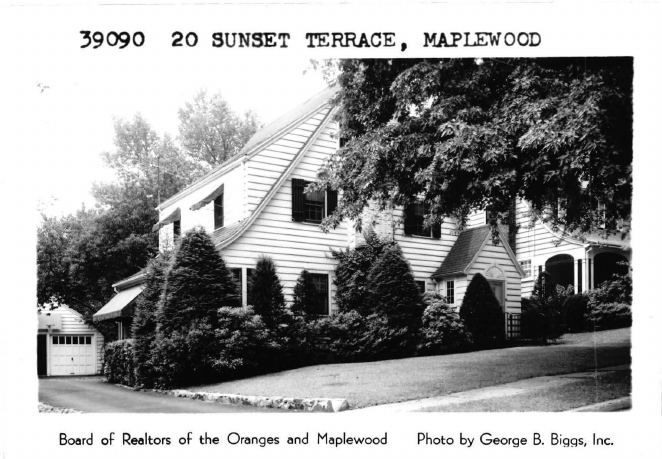 39090 20 SUNSET TERRACE, MAPLEWOOD
Board of Realtors of the Oranges and Maplewood Photo by George B. Biggs, Inc.